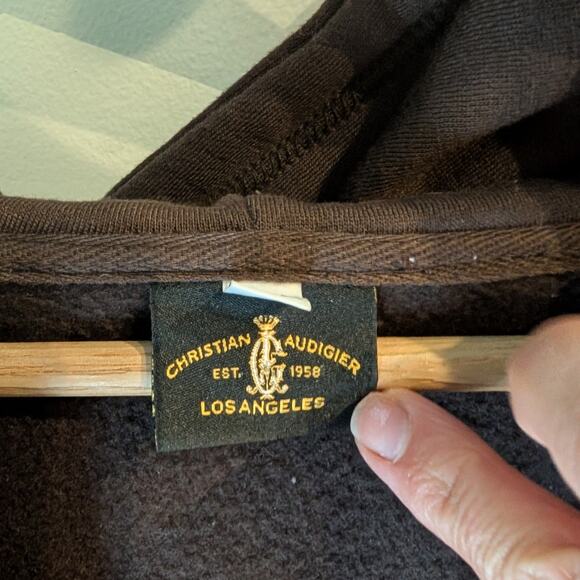 CHRISTIAN AUDIGIER
EST. 1958
LOS ANGELES